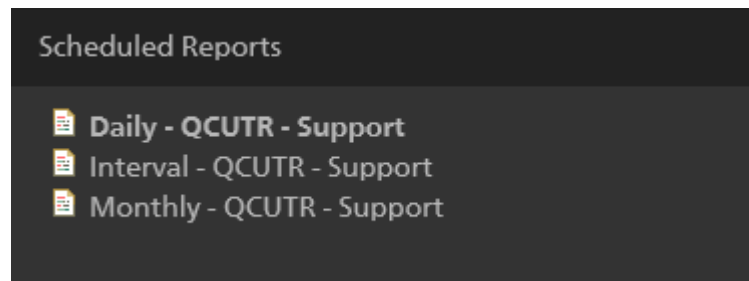 Scheduled Reports
Daily - QCUTR - Support
Interval - QCUTR - Support
Monthly - QCUTR - Support